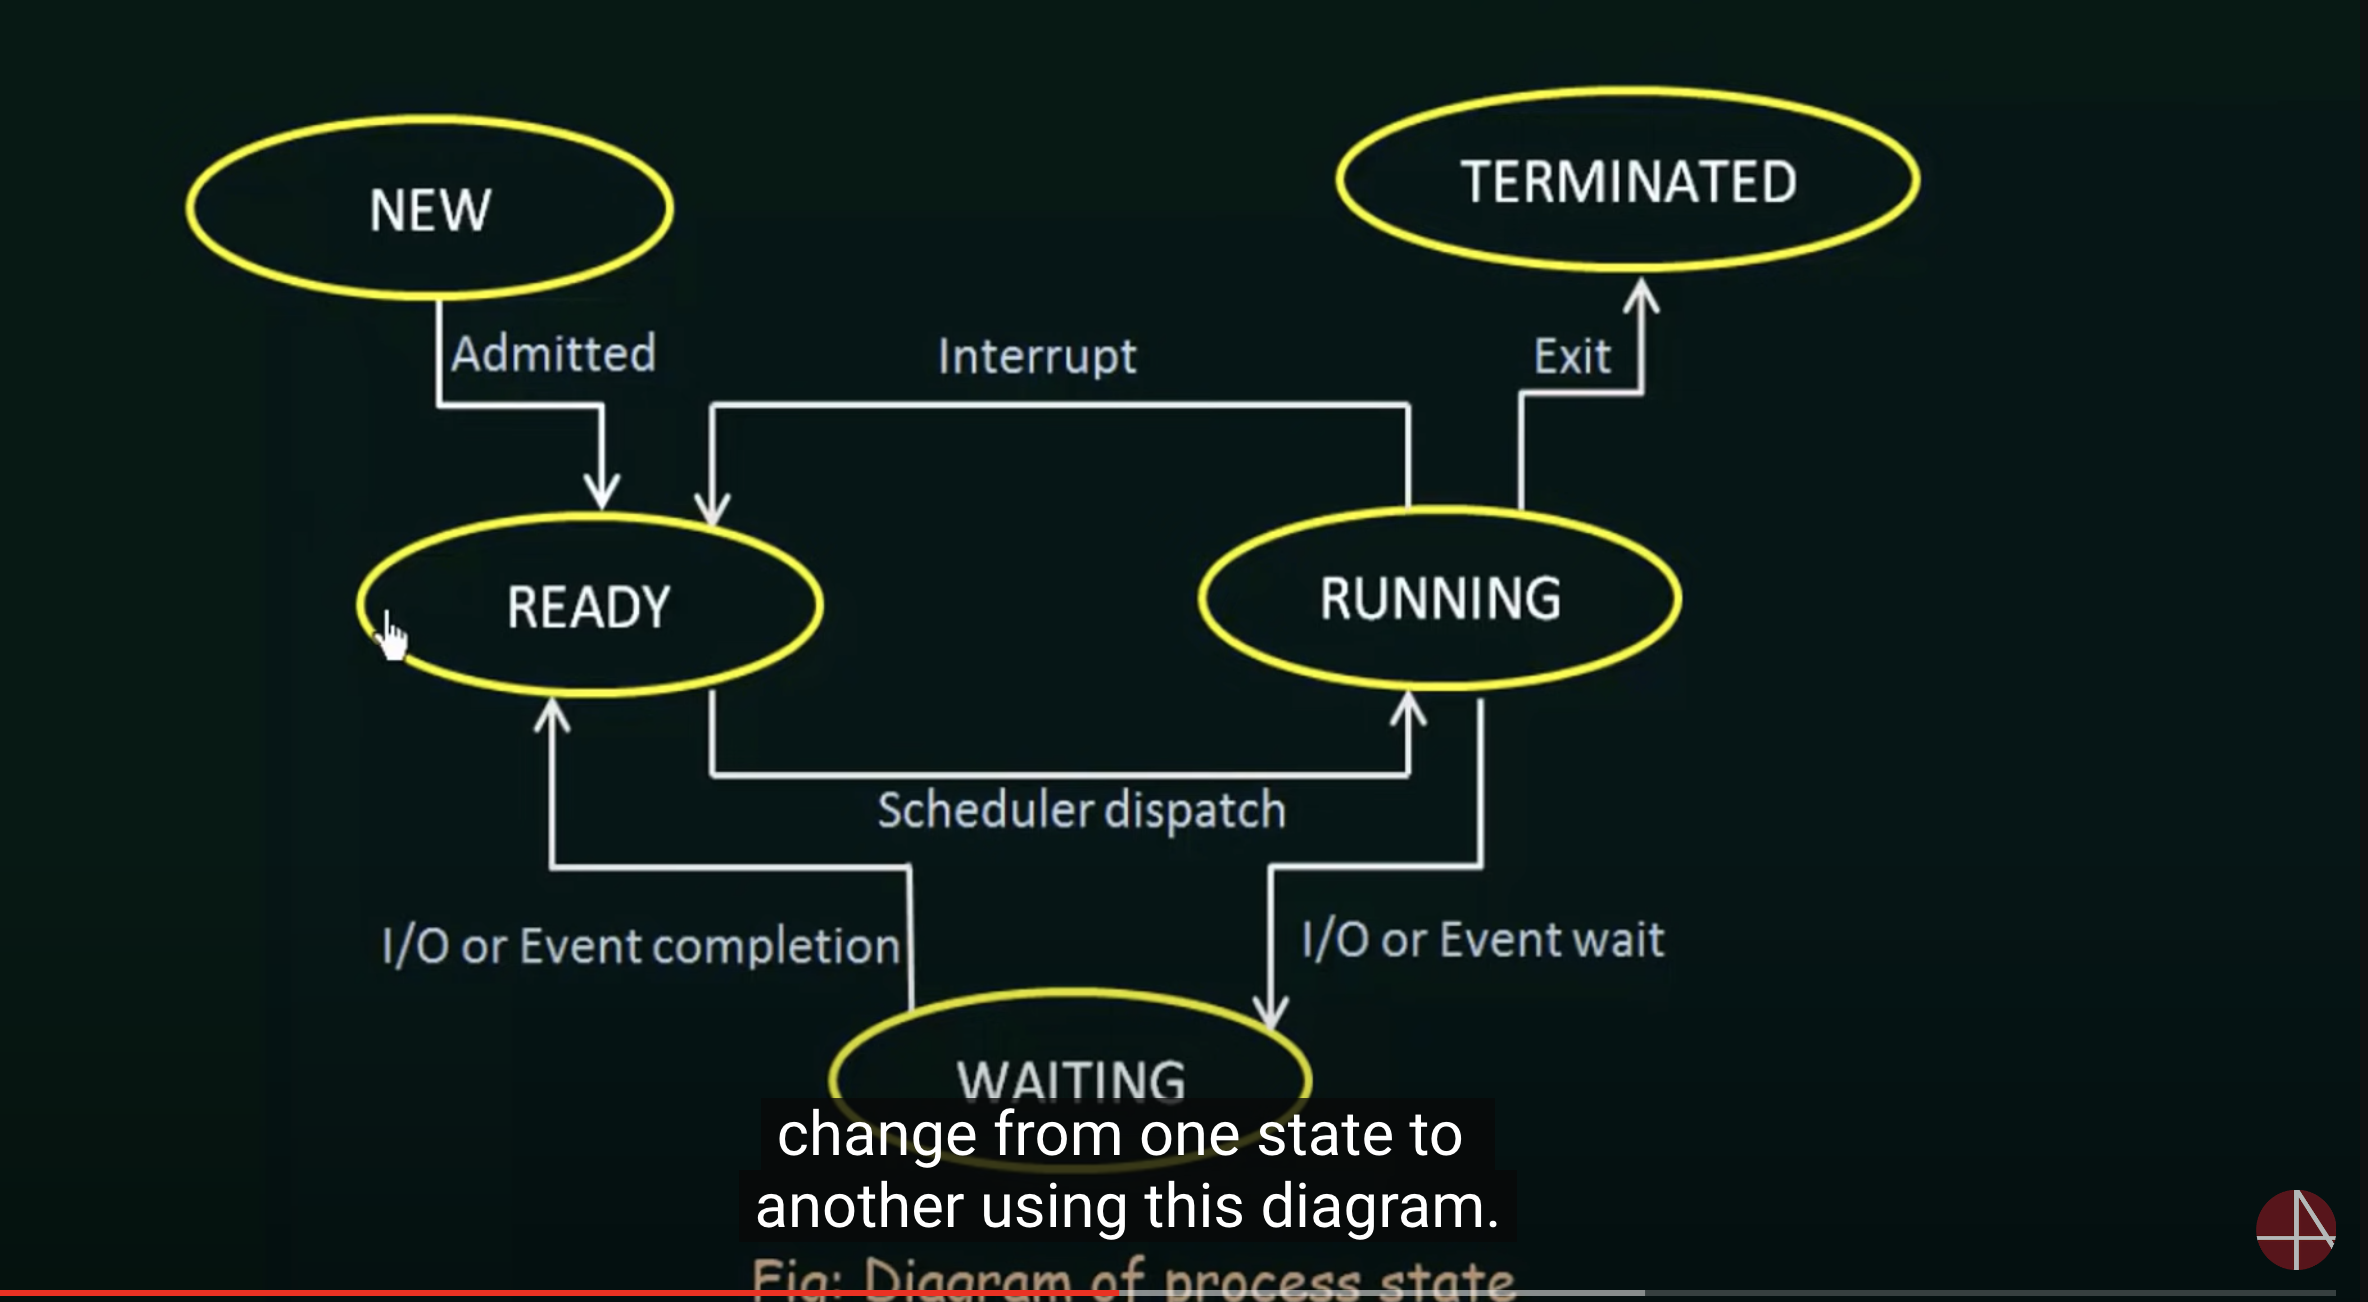 NEW
TERMINATED
Admitted
Interrupt
Exit
READY
RUNNING
Scheduler dispatch
I/O or Event completion
I/O or Event wait
WAITING
change from one state to
another using this diagram.
Fig: Diagram of process state